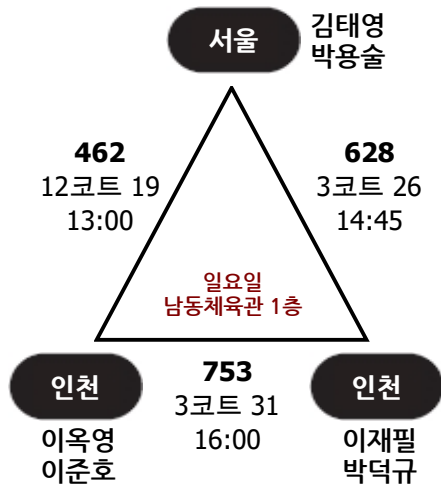 서울
김태영
박용술
462
12코트 19
13:00
628
3코트 26
14:45
일요일
남동체육관 1층
인천
이옥영
이준호
753
3코트 31
16:00
인천
이재필
박덕규